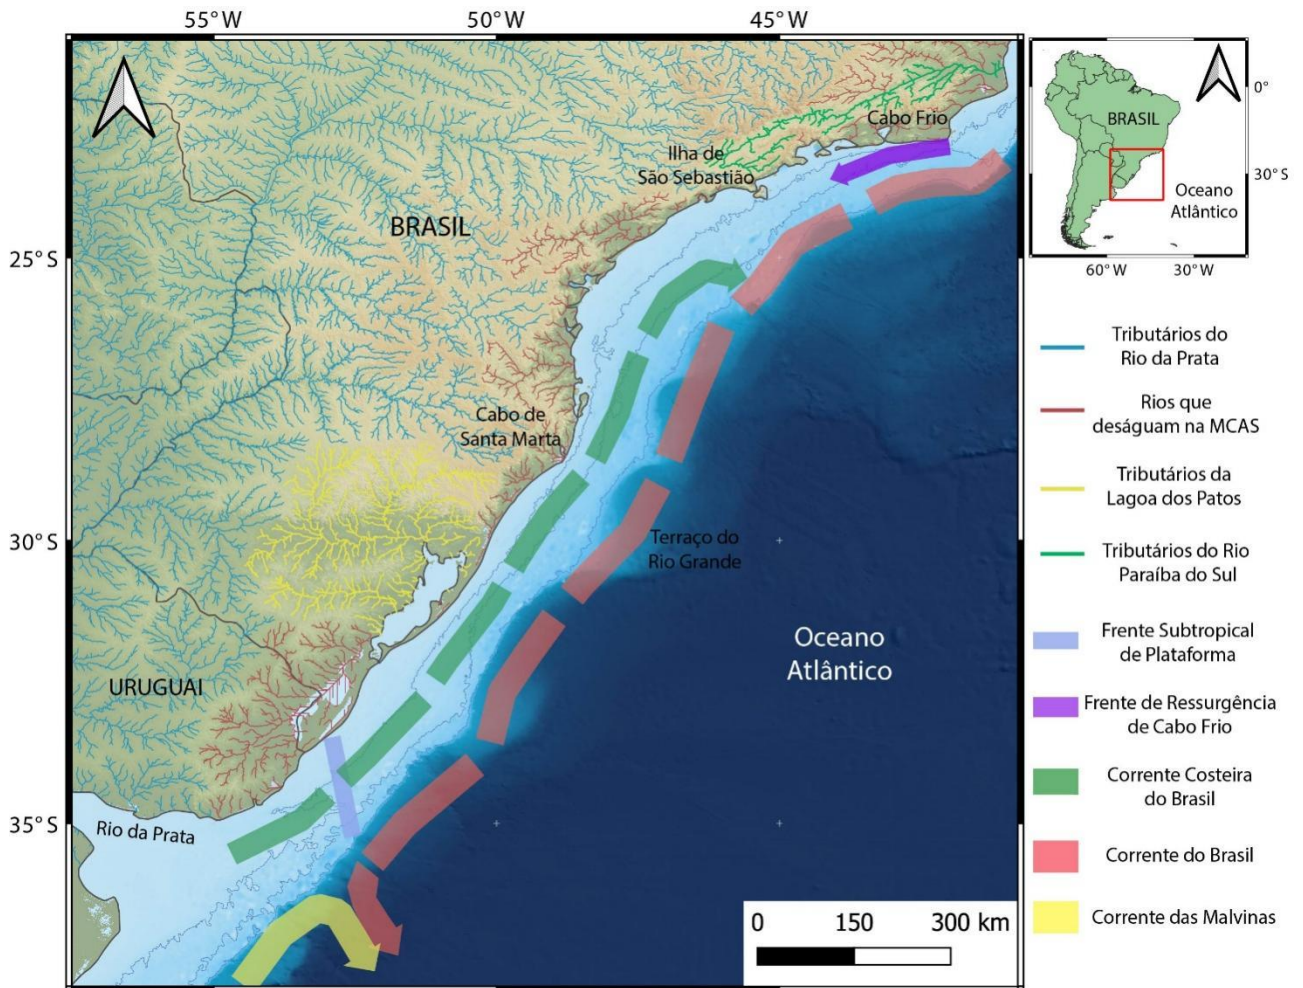 55°W
50°W
45°W
25°S
30°S
35°S
Cabo Frio
Ilha de
São Sebastião
BRASIL
Cabo de
Santa Marta
Terraço do
Rio Grande
Oceano
Atlântico
URUGUAI
Rio da Prata
0 150 300 km
BRASIL
Oceano
Atlântico
0°
30°S
60°W 30°W
Tributários do
Rio da Prata
Rios que
deságuam na MCAS
Tributários da
Lagoa dos Patos
Tributários do Rio
Paraíba do Sul
Frente Subtropical
de Plataforma
Frente de Ressurgência
de Cabo Frio
Corrente Costeira
do Brasil
Corrente do Brasil
Corrente das Malvinas